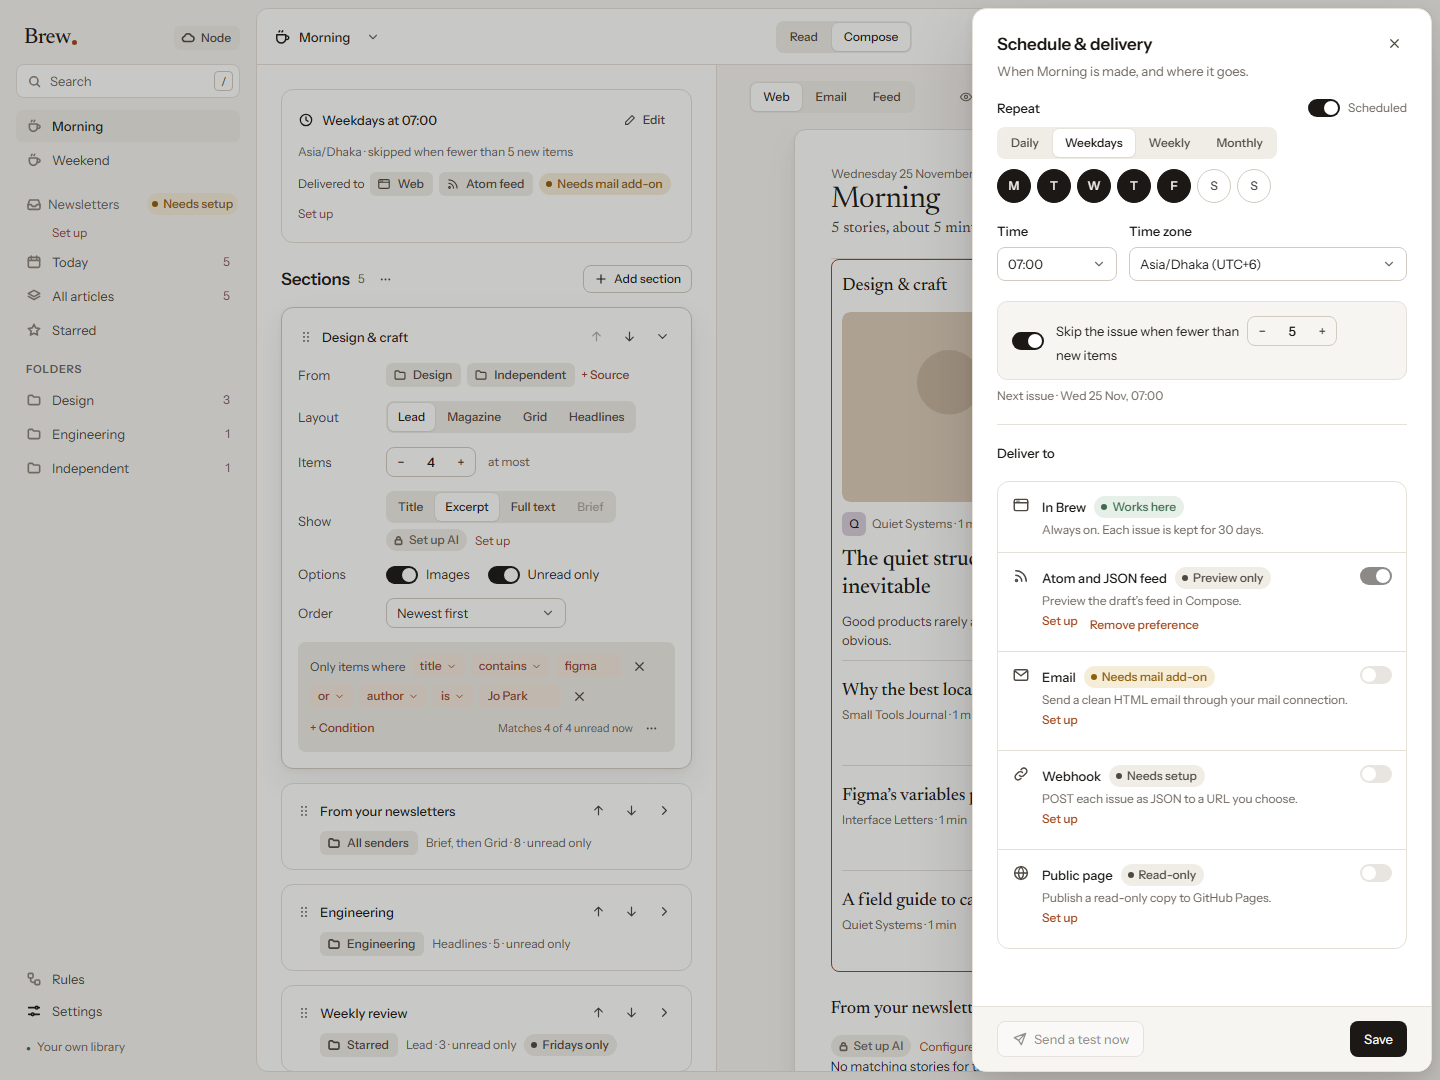 Brew.
Node
Search
/
Morning
Weekend
Newsletters
Needs setup
Set up
Today
5
All articles
5
Starred
FOLDERS
Design
3
Engineering
1
Independent
1
Rules
Settings
Your own library
Morning
Read
Compose
Weekdays at 07:00
Edit
Asia/Dhaka · skipped when fewer than 5 new items
Delivered to
Web
Atom feed
Needs mail add-on
Set up
Sections 5
Add section
Design & craft
From
Design
Independent
+ Source
Layout
Lead
Magazine
Grid
Headlines
Items
− 4 +
at most
Show
Title
Excerpt
Full text
Brief
Set up AI
Set up
Options
Images
Unread only
Order
Newest first
Only items where
title
contains
figma
or
author
is
Jo Park
+ Condition
Matches 4 of 4 unread now
From your newsletters
All senders
Brief, then Grid · 8 · unread only
Engineering
Engineering
Headlines · 5 · unread only
Weekly review
Starred
Lead · 3 · unread only
Fridays only
Web
Email
Feed
Wednesday 25 November
Morning
5 stories, about 5 min
Design & craft
Q
Quiet Systems · 1 m
The quiet struc
inevitable
Good products rarely
obvious.
Why the best loca
Small Tools Journal · 1 m
Figma's variables
Interface Letters · 1 min
A field guide to ca
Quiet Systems · 1 min
From your newslett
Set up AI
Configure
No matching stories for t
Schedule & delivery
When Morning is made, and where it goes.
Repeat
Scheduled
Daily
Weekdays
Weekly
Monthly
M T W T F S S
Time
Time zone
07:00
Asia/Dhaka (UTC+6)
Skip the issue when fewer than
− 5 +
new items
Next issue · Wed 25 Nov, 07:00
Deliver to
In Brew
Works here
Always on. Each issue is kept for 30 days.
Atom and JSON feed
Preview only
Preview the draft's feed in Compose.
Set up
Remove preference
Email
Needs mail add-on
Send a clean HTML email through your mail connection.
Set up
Webhook
Needs setup
POST each issue as JSON to a URL you choose.
Set up
Public page
Read-only
Publish a read-only copy to GitHub Pages.
Set up
Send a test now
Save